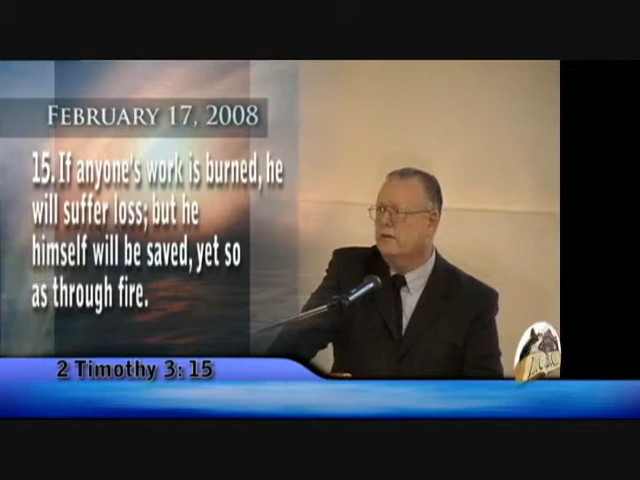 FEBRUARY 17, 2008
15. If anyone's work is burned, he
will suffer loss; but he
himself will be saved, yet so
as through fire.
2 Timothy 3: 15